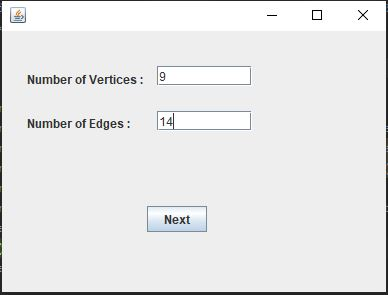 Number of Vertices : 9
Number of Edges : 14
Next